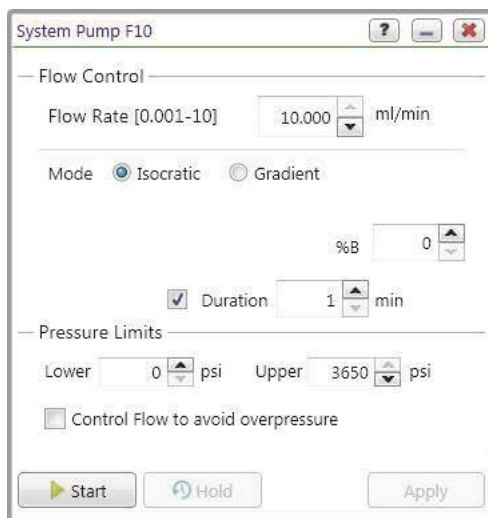 System Pump F10 ?
Flow Control
Flow Rate [0.001-10] 10.000 ml/min
Mode Isocratic Gradient
%B 0
Duration 1 min
Pressure Limits
Lower 0 psi Upper 3650 psi
Control Flow to avoid overpressure
Start Hold Apply